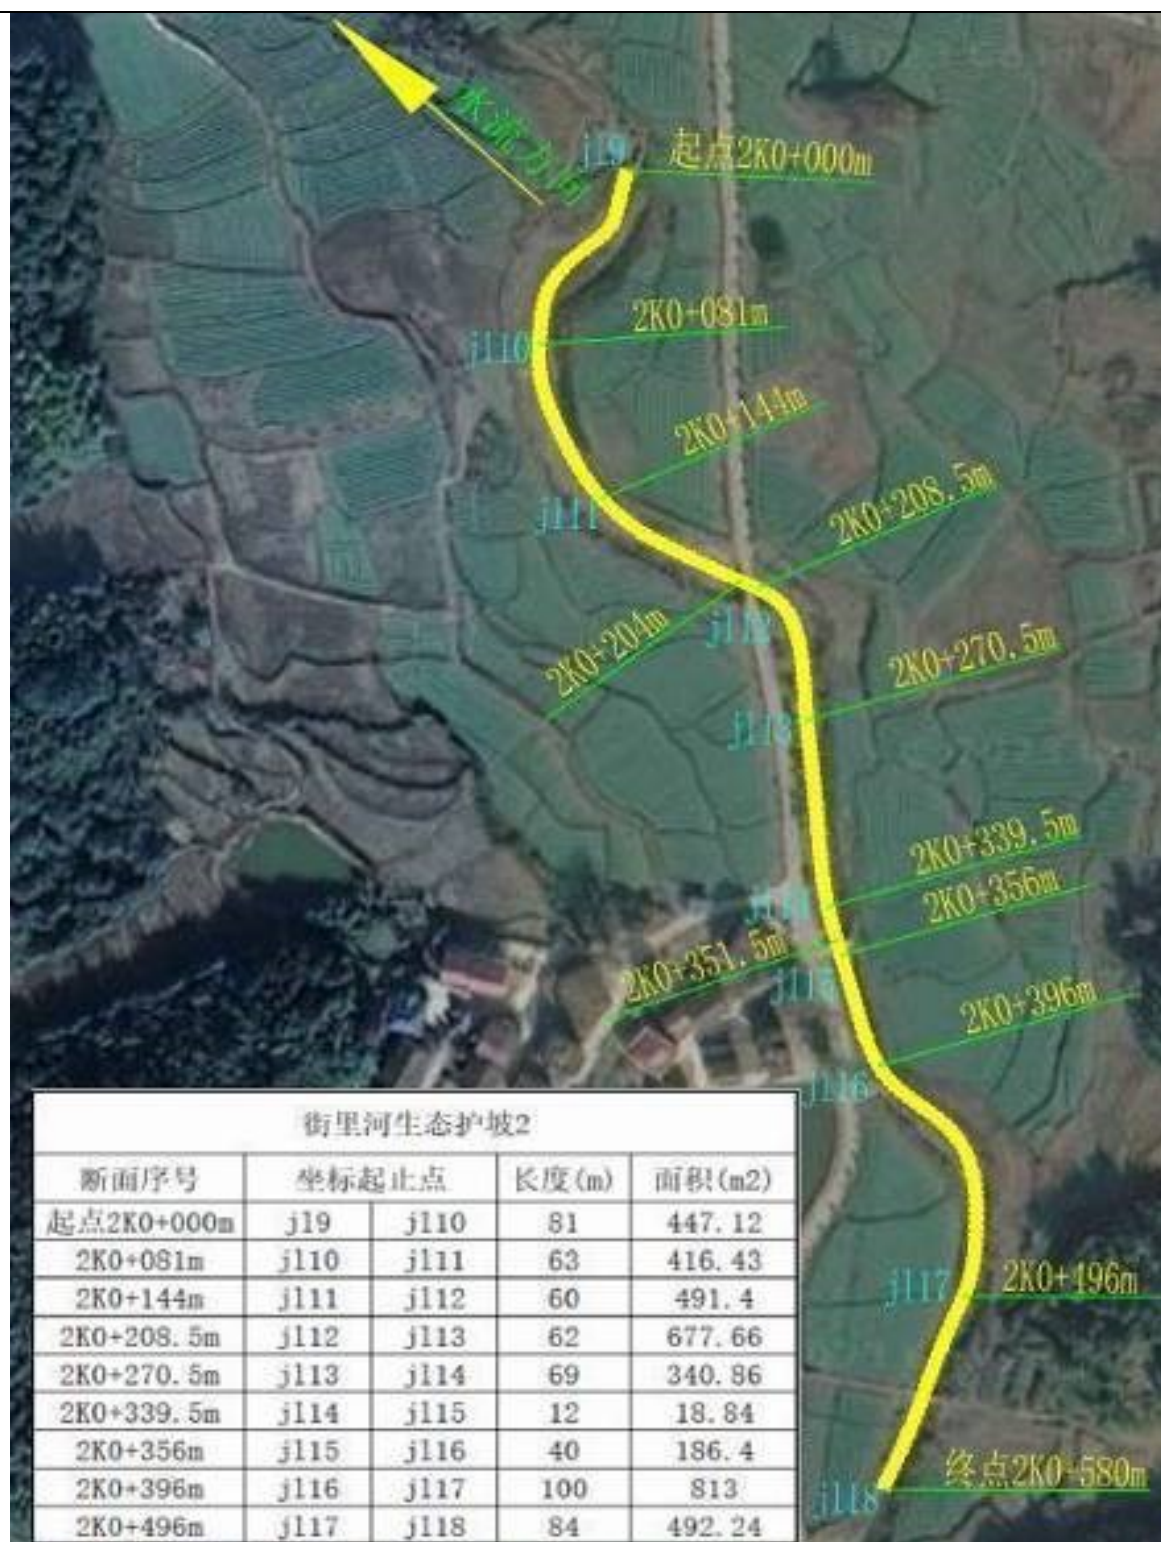 水流方向
jl9
起点2K0+000m
2K0+081m
jl10
2K0+144m
jl11
2K0+208.5m
2K0+204m
jl12
2K0+270.5m
jl13
2K0+339.5m
jl14
2K0+356m
2K0+351.5m
jl15
2K0+396m
jl16
jl17
2K0+496m
终点2K0+580m
jl18
街里河生态护坡2
断面序号 坐标起止点 长度(m) 面积(m2)
起点2K0+000m jl9 jl10 81 447.12
2K0+081m jl10 jl11 63 416.43
2K0+144m jl11 jl12 60 491.4
2K0+208.5m jl12 jl13 62 677.66
2K0+270.5m jl13 jl14 69 340.86
2K0+339.5m jl14 jl15 12 18.84
2K0+356m jl15 jl16 40 186.4
2K0+396m jl16 jl17 100 813
2K0+496m jl17 jl18 84 492.24